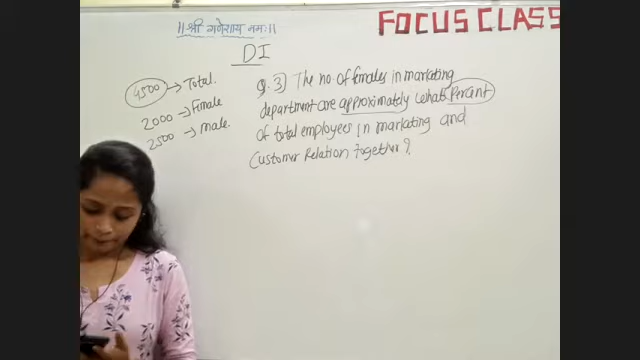 FOCUS CLASS
||श्री गणेशाय नमः||
DI
4500 → Total.
2000 → Female
2500 → Male.
Q.3) The no. of females in marketing
department are approximately what Percent
of total employees in marketing and
Customer Relation together?